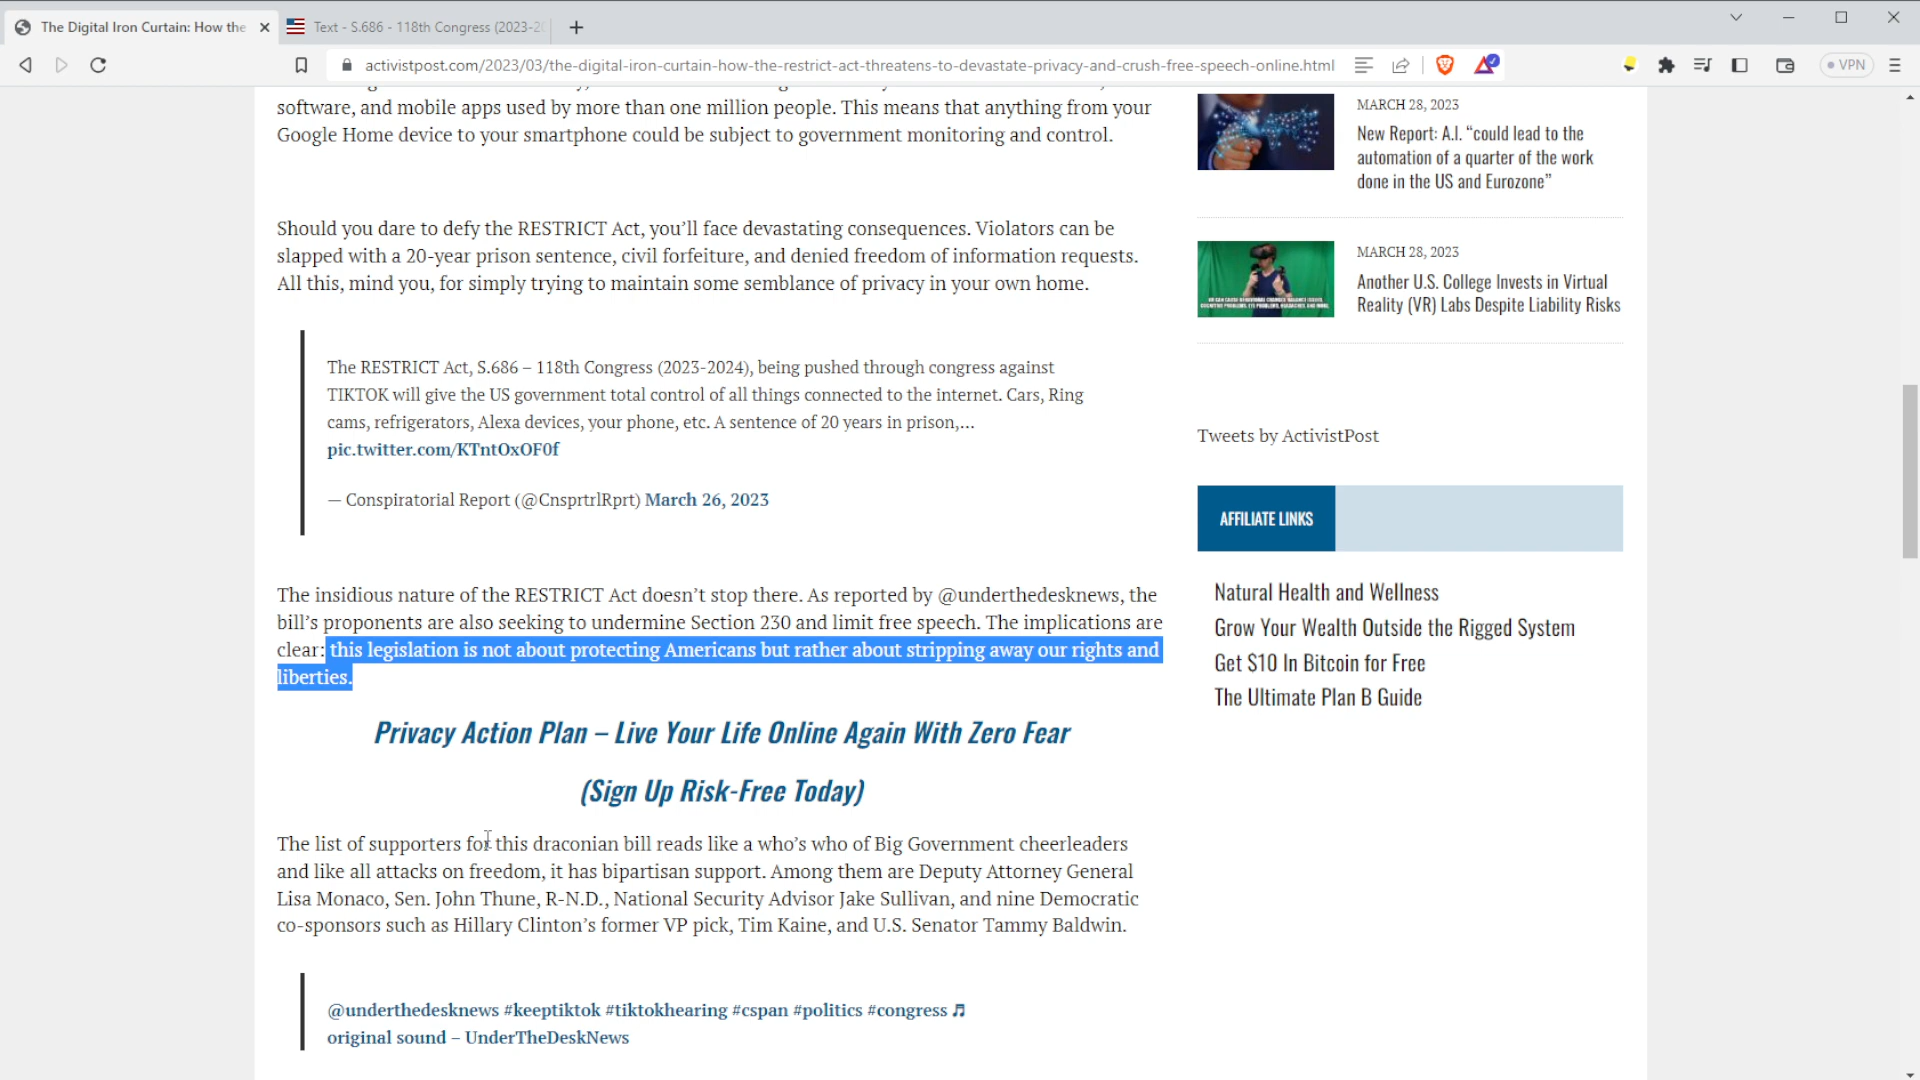 The Digital Iron Curtain: How the
Text - S.686 - 118th Congress (2023-20
activistpost.com/2023/03/the-digital-iron-curtain-how-the-restrict-act-threatens-to-devastate-privacy-and-crush-free-speech-online.html
VPN
software, and mobile apps used by more than one million people. This means that anything from your
Google Home device to your smartphone could be subject to government monitoring and control.
Should you dare to defy the RESTRICT Act, you’ll face devastating consequences. Violators can be
slapped with a 20-year prison sentence, civil forfeiture, and denied freedom of information requests.
All this, mind you, for simply trying to maintain some semblance of privacy in your own home.
The RESTRICT Act, S.686 – 118th Congress (2023-2024), being pushed through congress against
TIKTOK will give the US government total control of all things connected to the internet. Cars, Ring
cams, refrigerators, Alexa devices, your phone, etc. A sentence of 20 years in prison,…
pic.twitter.com/KTntOxOF0f
— Conspiratorial Report (@CnsprtrlRprt) March 26, 2023
The insidious nature of the RESTRICT Act doesn’t stop there. As reported by @underthedesknews, the
bill’s proponents are also seeking to undermine Section 230 and limit free speech. The implications are
clear: this legislation is not about protecting Americans but rather about stripping away our rights and
liberties.
Privacy Action Plan – Live Your Life Online Again With Zero Fear
(Sign Up Risk-Free Today)
The list of supporters for this draconian bill reads like a who’s who of Big Government cheerleaders
and like all attacks on freedom, it has bipartisan support. Among them are Deputy Attorney General
Lisa Monaco, Sen. John Thune, R-N.D., National Security Advisor Jake Sullivan, and nine Democratic
co-sponsors such as Hillary Clinton’s former VP pick, Tim Kaine, and U.S. Senator Tammy Baldwin.
@underthedesknews #keeptiktok #tiktokhearing #cspan #politics #congress ♬
original sound – UnderTheDeskNews
MARCH 28, 2023
New Report: A.I. “could lead to the
automation of a quarter of the work
done in the US and Eurozone”
MARCH 28, 2023
Another U.S. College Invests in Virtual
Reality (VR) Labs Despite Liability Risks
Tweets by ActivistPost
AFFILIATE LINKS
Natural Health and Wellness
Grow Your Wealth Outside the Rigged System
Get $10 In Bitcoin for Free
The Ultimate Plan B Guide